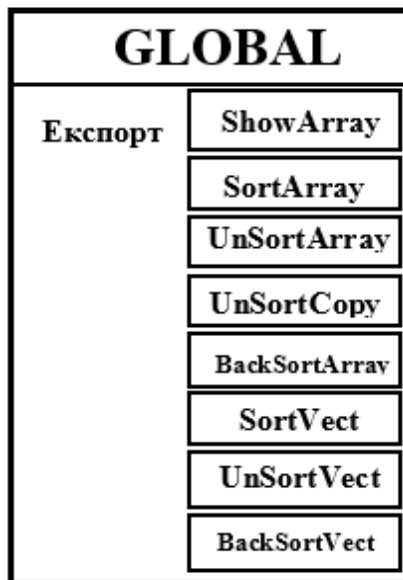 GLOBAL
Експорт
ShowArray
SortArray
UnSortArray
UnSortCopy
BackSortArray
SortVect
UnSortVect
BackSortVect